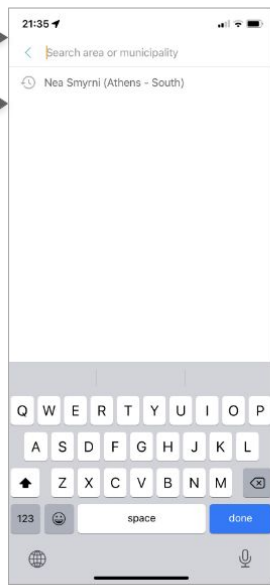 21:35
Search area or municipality
Nea Smyrni (Athens - South)
Q W E R T Y U I O P
A S D F G H J K L
Z X C V B N M
123 space done